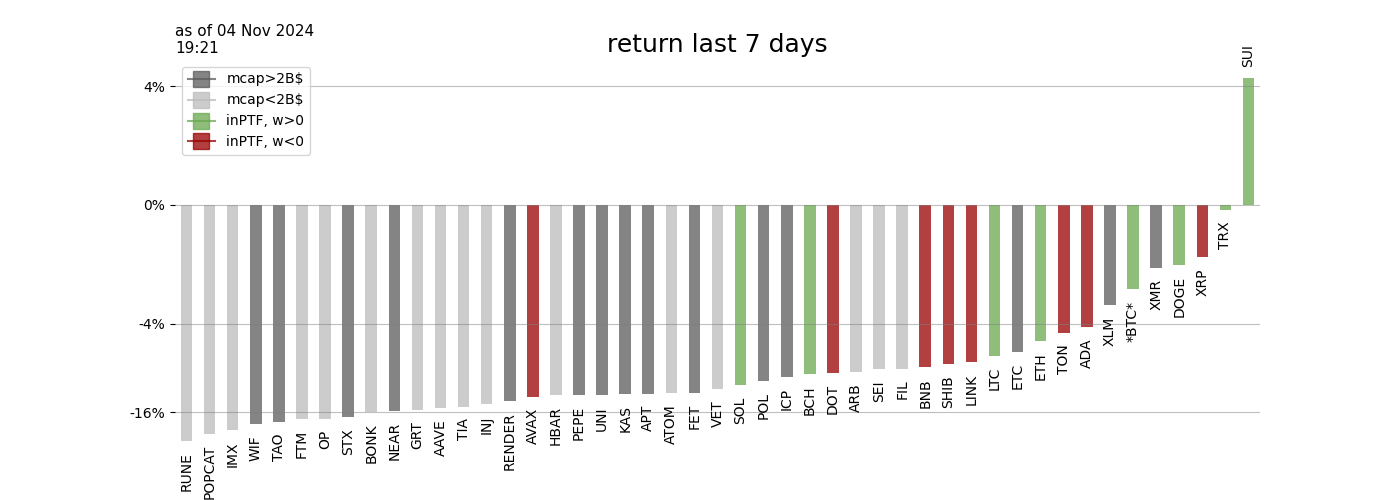 as of 04 Nov 2024
19:21
return last 7 days
mcap>2B$
mcap<2B$
inPTF, w>0
inPTF, w<0
4%
0%
-4%
-16%
RUNE
POPCAT
IMX
WIF
TAO
FTM
OP
STX
BONK
NEAR
GRT
AAVE
TIA
INJ
RENDER
AVAX
HBAR
PEPE
UNI
KAS
APT
ATOM
FET
VET
SOL
POL
ICP
BCH
DOT
ARB
SEI
FIL
BNB
SHIB
LINK
LTC
ETC
ETH
TON
ADA
XLM
*BTC*
XMR
DOGE
XRP
TRX
SUI